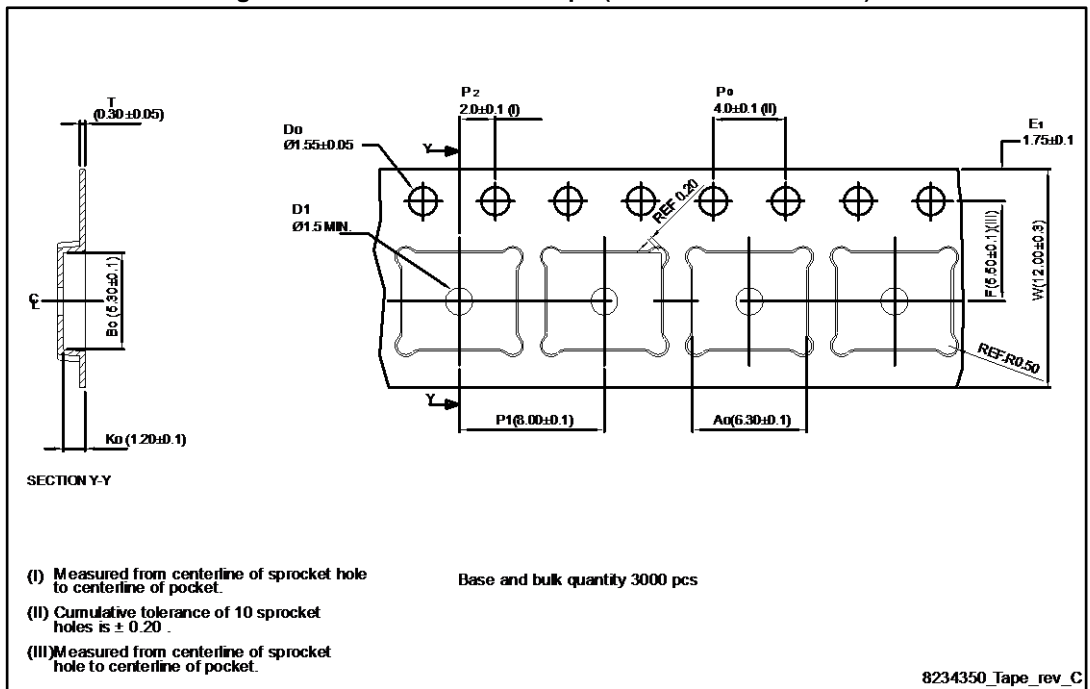 T
(0.30±0.05)
P2
2.0±0.1 (I)
P0
4.0±0.1 (II)
E1
1.75±0.1
D0
Ø1.55±0.05
Y
D1
Ø1.5 MIN.
REF 0.20
F(5.50±0.1)(III)
W(12.00±0.3)
Bo (5.30±0.1)
CL
REF.R0.50
Y
P1(8.00±0.1)
Ao(6.30±0.1)
Ko (1.20±0.1)
SECTION Y-Y
(I) Measured from centerline of sprocket hole
to centerline of pocket.
Base and bulk quantity 3000 pcs
(II) Cumulative tolerance of 10 sprocket
holes is ± 0.20 .
(III)Measured from centerline of sprocket
hole to centerline of pocket.
8234350_Tape_rev_C